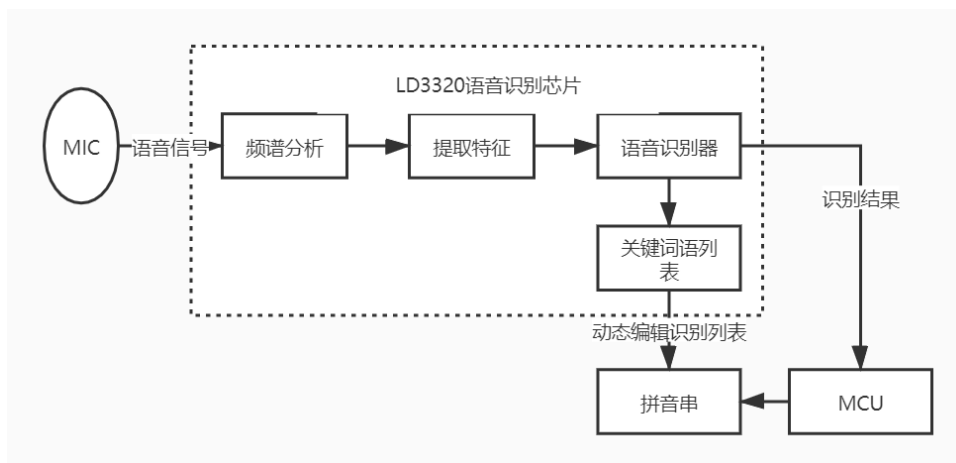 LD3320语音识别芯片
MIC
语音信号
频谱分析
提取特征
语音识别器
识别结果
关键词语列
表
动态编辑识别列表
拼音串
MCU